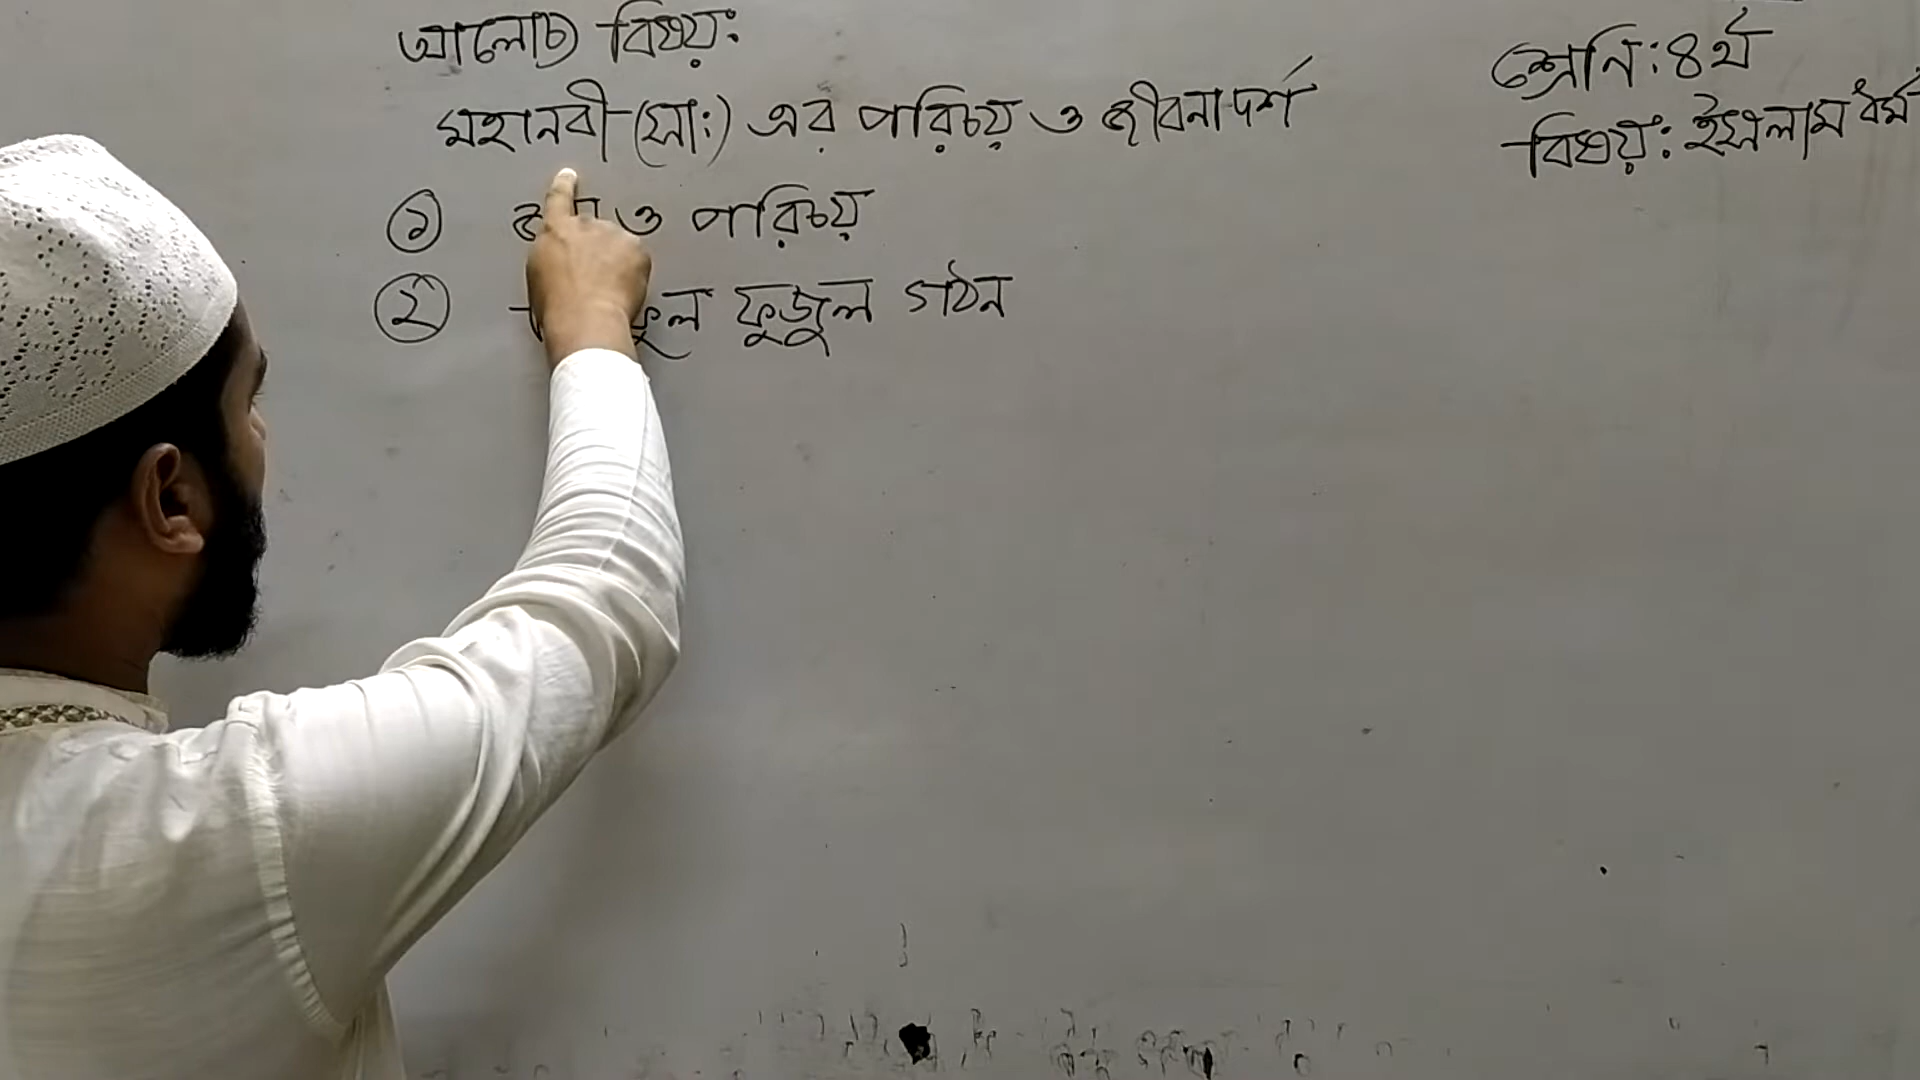 আলোচ্য বিষয়:
মহানবী (সা:) এর পরিচয় ও জীবনাদর্শ
১ ও পরিচয়
২ ফুজুল গঠন
শ্রেনি: ৪র্থ
বিষয়: ইসলাম ধর্ম